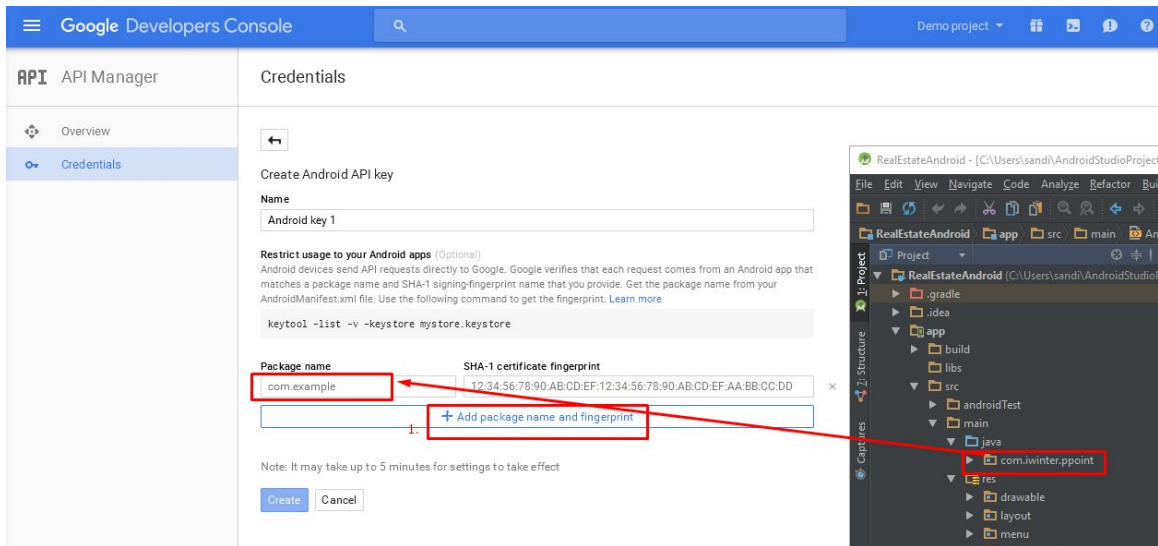 Google Developers Console
Demo project
API API Manager
Credentials
Overview
Credentials
Create Android API key
Name
Android key 1
Restrict usage to your Android apps (Optional)
Android devices send API requests directly to Google. Google verifies that each request comes from an Android app that
matches a package name and SHA-1 signing-fingerprint name that you provide. Get the package name from your
AndroidManifest.xml file. Use the following command to get the fingerprint. Learn more
keytool -list -v -keystore mystore.keystore
Package name
SHA-1 certificate fingerprint
com.example
12:34:56:78:90:AB:CD:EF:12:34:56:78:90:AB:CD:EF:AA:BB:CC:DD
1.
+ Add package name and fingerprint
Note: It may take up to 5 minutes for settings to take effect
Create Cancel
RealEstateAndroid - [C:\Users\sandi\AndroidStudioProject
File Edit View Navigate Code Analyze Refactor Bui
RealEstateAndroid app src main An
1: Project
Z: Structure
Captures
Project
RealEstateAndroid (C:\Users\sandi\AndroidStudio
.gradle
.idea
app
build
libs
src
androidTest
main
java
com.iwinter.ppoint
res
drawable
layout
menu